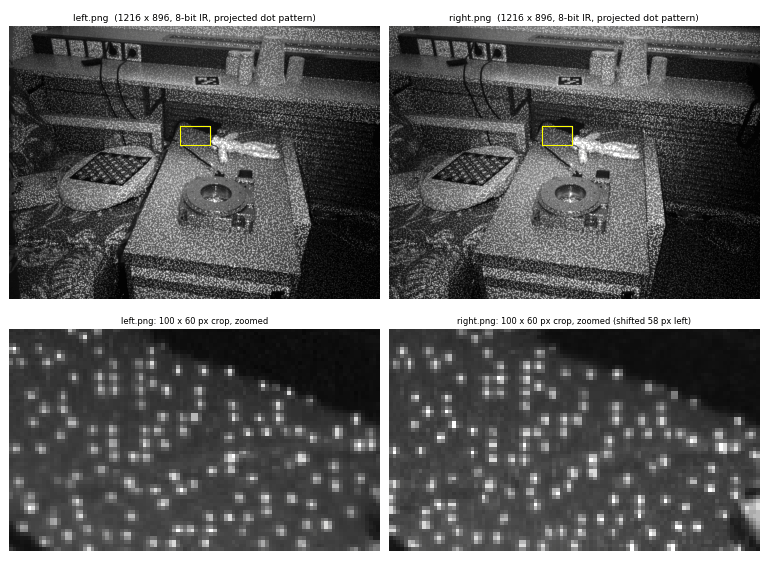 left.png  (1216 x 896, 8-bit IR, projected dot pattern)
right.png  (1216 x 896, 8-bit IR, projected dot pattern)
left.png: 100 x 60 px crop, zoomed
right.png: 100 x 60 px crop, zoomed (shifted 58 px left)